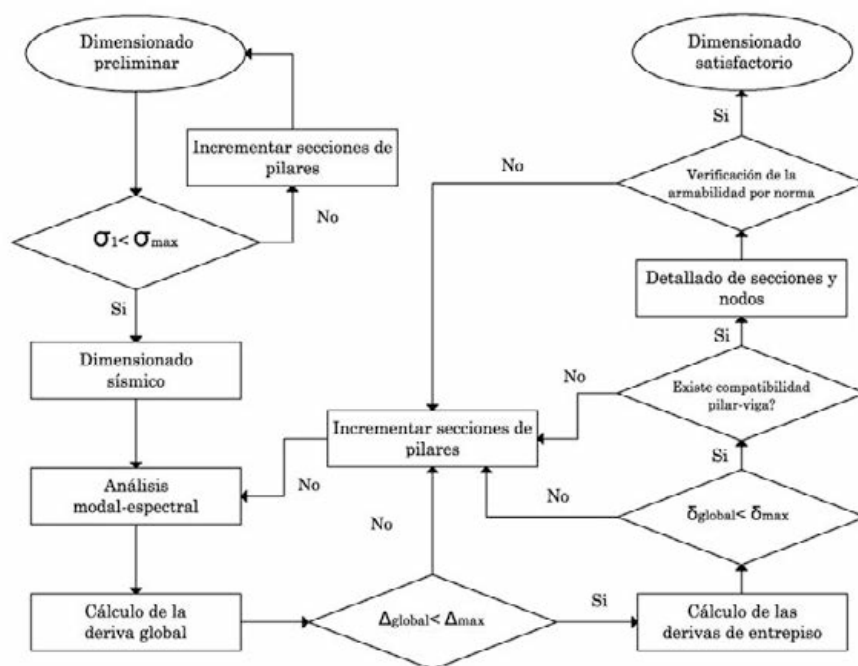 Dimensionado
preliminar
Incrementar secciones de
pilares
No
σ1< σmax
Si
Dimensionado
sísmico
Análisis
modal-espectral
Cálculo de la
deriva global
Δglobal< Δmax
No
Si
Incrementar secciones de
pilares
No
Cálculo de las
derivas de entrepiso
δglobal< δmax
No
Si
Existe compatibilidad
pilar-viga?
No
Si
Detallado de secciones y
nodos
Verificación de la
armabilidad por norma
No
Si
Dimensionado
satisfactorio